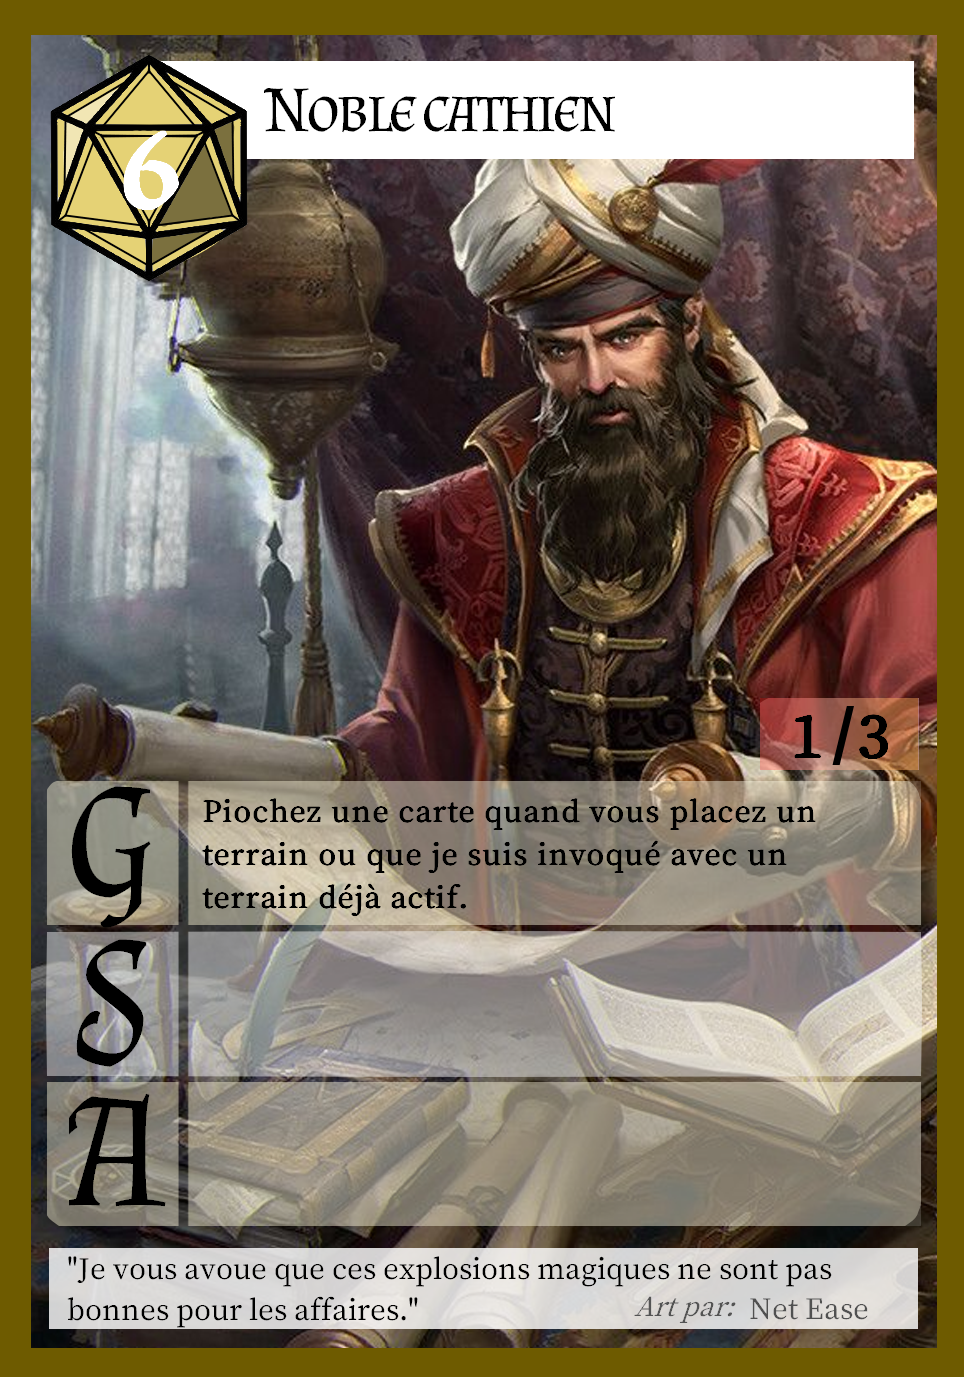 6
Noble cathien
1/3
G
Piochez une carte quand vous placez un
terrain ou que je suis invoqué avec un
terrain déjà actif.
S
A
"Je vous avoue que ces explosions magiques ne sont pas
bonnes pour les affaires."
Art par: Net Ease